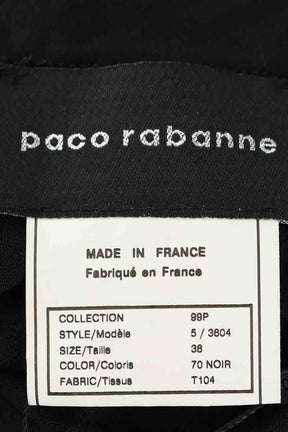 paco rabanne
MADE IN FRANCE
Fabriqué en France
COLLECTION 99P
STYLE/Modèle 5 / 3804
SIZE/Taille 38
COLOR/Coloris 70 NOIR
FABRIC/Tissus T104